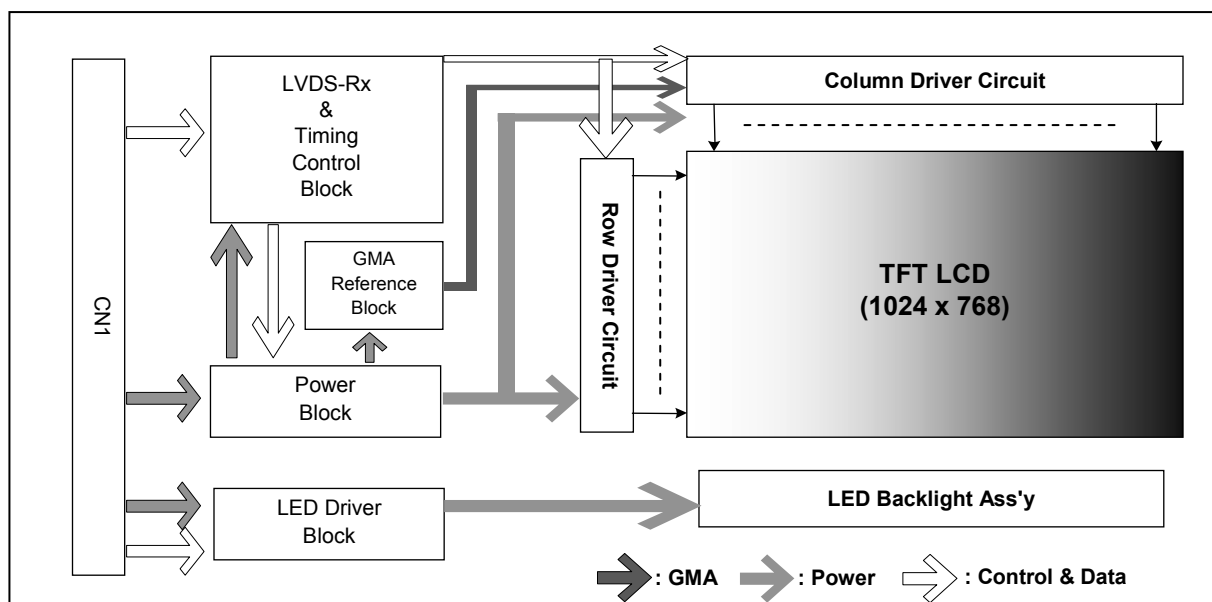 CN1
LVDS-Rx
&
Timing
Control
Block
GMA
Reference
Block
Power
Block
LED Driver
Block
Column Driver Circuit
Row Driver Circuit
TFT LCD
(1024 x 768)
LED Backlight Ass'y
: GMA
: Power
: Control & Data